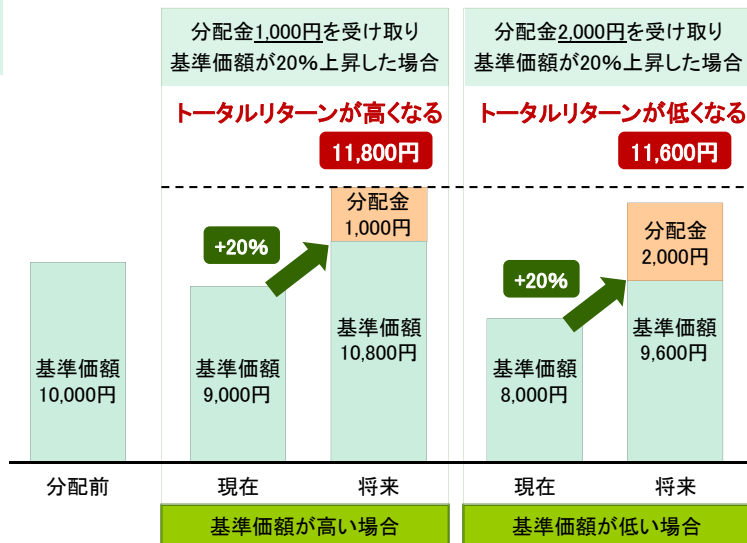 分配金1,000円を受け取り
基準価額が20%上昇した場合
トータルリターンが高くなる
11,800円
分配金
1,000円
+20%
基準価額
10,800円
基準価額
9,000円
基準価額
10,000円
分配前
現在
将来
基準価額が高い場合
分配金2,000円を受け取り
基準価額が20%上昇した場合
トータルリターンが低くなる
11,600円
分配金
2,000円
+20%
基準価額
9,600円
基準価額
8,000円
現在
将来
基準価額が低い場合